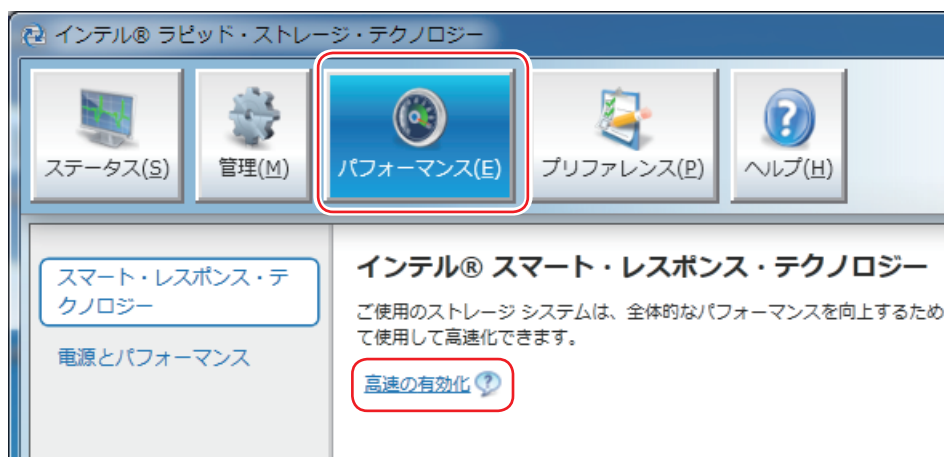 インテル® ラピッド・ストレージ・テクノロジー
ステータス(S) 管理(M) パフォーマンス(E) プリファレンス(P) ヘルプ(H)
スマート・レスポンス・テ
クノロジー
電源とパフォーマンス
インテル® スマート・レスポンス・テクノロジー
ご使用のストレージ システムは、全体的なパフォーマンスを向上するため
て使用して高速化できます。
高速の有効化